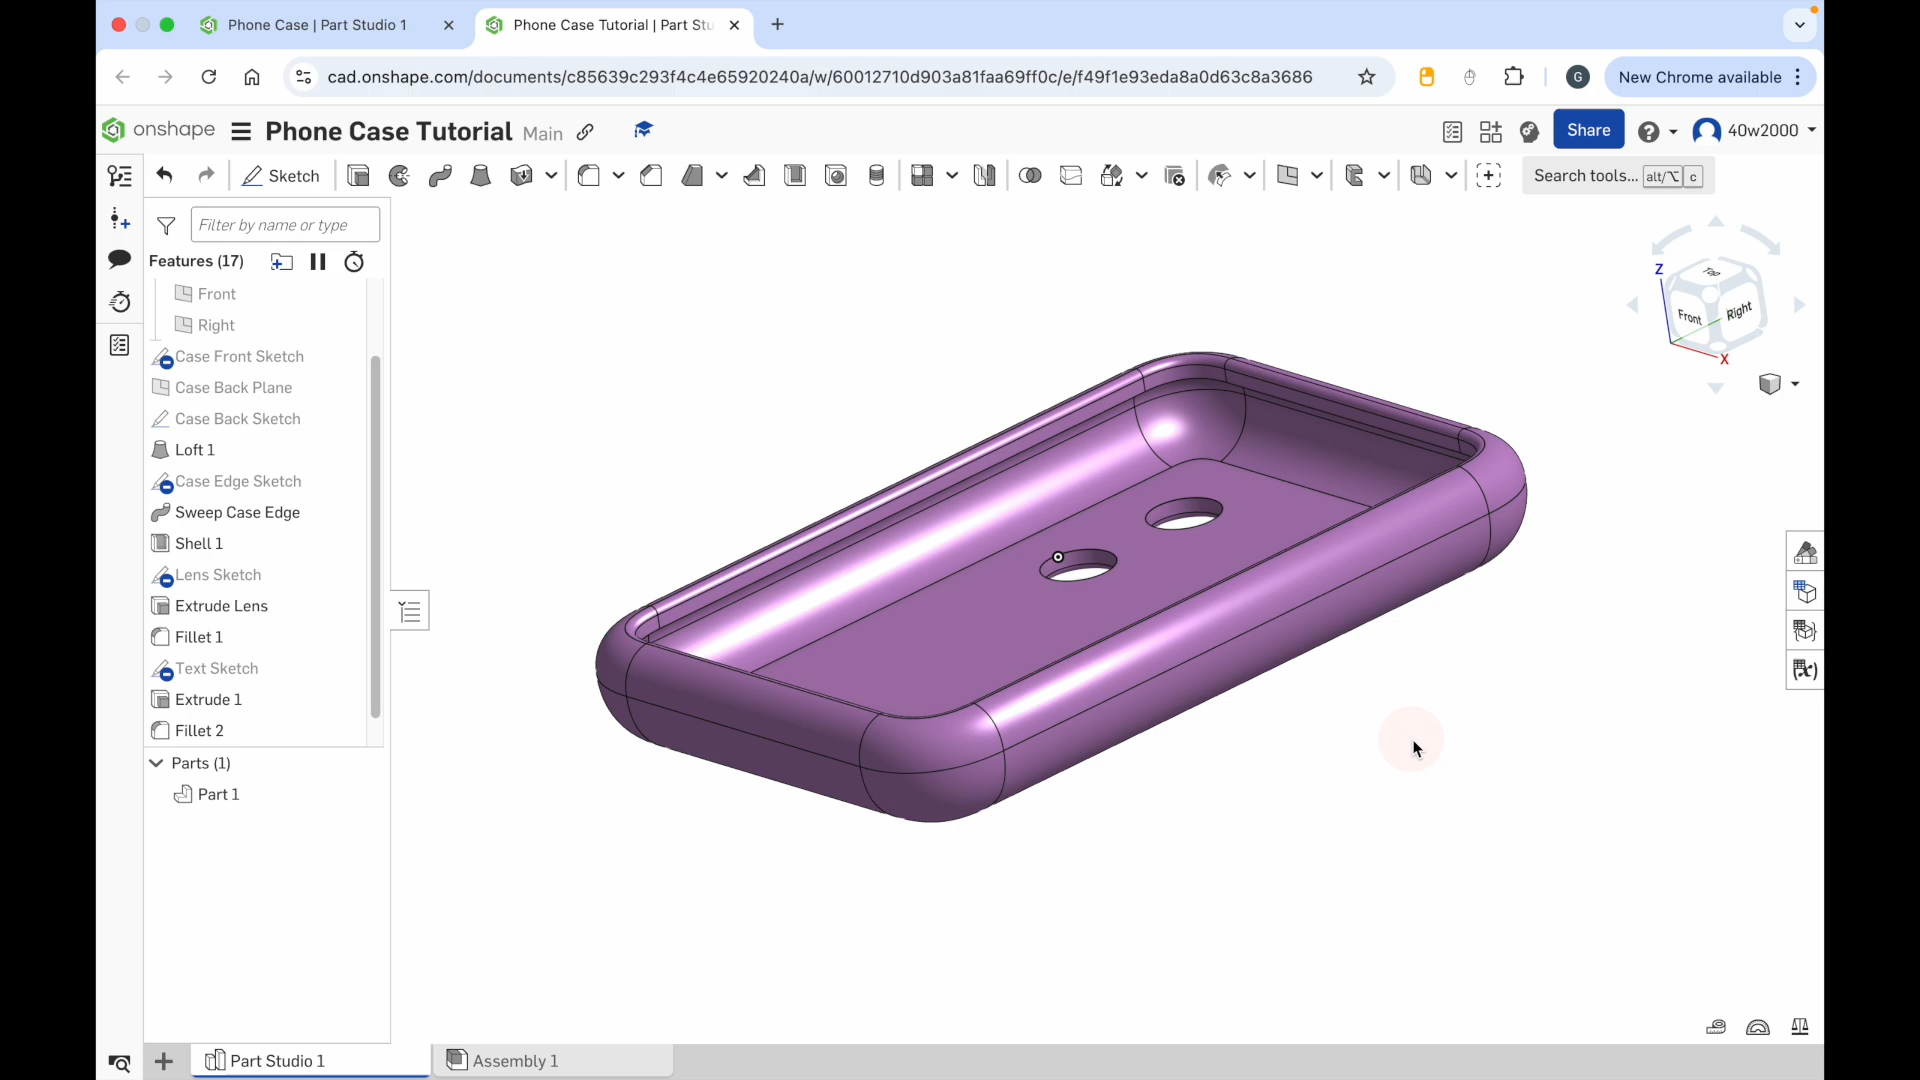 Phone Case | Part Studio 1
Phone Case Tutorial | Part Stu
cad.onshape.com/documents/c85639c293f4c4e65920240a/w/60012710d903a81faa69ff0c/e/f49f1e93eda8a0d63c8a3686
G
New Chrome available
onshape
Phone Case Tutorial
Main
Share
40w2000
Sketch
Search tools... alt/⌥ c
Filter by name or type
Features (17)
Front
Right
Case Front Sketch
Case Back Plane
Case Back Sketch
Loft 1
Case Edge Sketch
Sweep Case Edge
Shell 1
Lens Sketch
Extrude Lens
Fillet 1
Text Sketch
Extrude 1
Fillet 2
Parts (1)
Part 1
Z
Top
Front
Right
X
Part Studio 1
Assembly 1